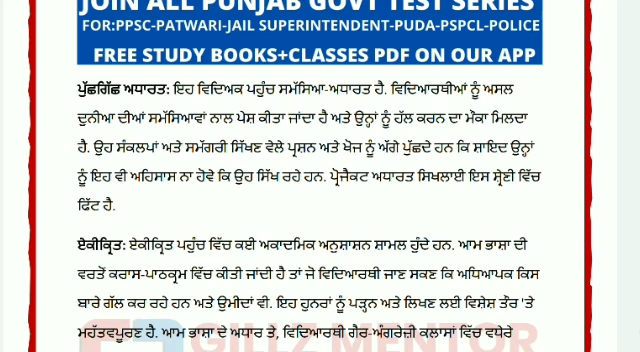 JOIN ALL PUNJAB GOVT TEST SERIES
FOR:PPSC-PATWARI-JAIL SUPERINTENDENT-PUDA-PSPCL-POLICE
FREE STUDY BOOKS+CLASSES PDF ON OUR APP
ਪੁੱਛਗਿੱਛ ਅਧਾਰਤ: ਇਹ ਵਿਦਿਅਕ ਪਹੁੰਚ ਸਮੱਸਿਆ-ਅਧਾਰਤ ਹੈ. ਵਿਦਿਆਰਥੀਆਂ ਨੂੰ ਅਸਲ
ਦੁਨੀਆ ਦੀਆਂ ਸਮੱਸਿਆਵਾਂ ਨਾਲ ਪੇਸ਼ ਕੀਤਾ ਜਾਂਦਾ ਹੈ ਅਤੇ ਉਨ੍ਹਾਂ ਨੂੰ ਹੱਲ ਕਰਨ ਦਾ ਮੌਕਾ ਮਿਲਦਾ
ਹੈ. ਉਹ ਸੰਕਲਪਾਂ ਅਤੇ ਸਮੱਗਰੀ ਸਿੱਖਣ ਵੇਲੇ ਪ੍ਰਸ਼ਨ ਅਤੇ ਖੋਜ ਨੂੰ ਅੱਗੇ ਪੁੱਛਦੇ ਹਨ ਕਿ ਸ਼ਾਇਦ ਉਨ੍ਹਾਂ
ਨੂੰ ਇਹ ਵੀ ਅਹਿਸਾਸ ਨਾ ਹੋਵੇ ਕਿ ਉਹ ਸਿੱਖ ਰਹੇ ਹਨ. ਪ੍ਰੋਜੈਕਟ ਅਧਾਰਤ ਸਿਖਲਾਈ ਇਸ ਸ਼੍ਰੇਣੀ ਵਿੱਚ
ਫਿੱਟ ਹੈ.
ਏਕੀਕ੍ਰਿਤ: ਏਕੀਕ੍ਰਿਤ ਪਹੁੰਚ ਵਿੱਚ ਕਈ ਅਕਾਦਮਿਕ ਅਨੁਸ਼ਾਸ਼ਨ ਸ਼ਾਮਲ ਹੁੰਦੇ ਹਨ. ਆਮ ਭਾਸ਼ਾ ਦੀ
ਵਰਤੋਂ ਕਰਾਸ-ਪਾਠਕ੍ਰਮ ਵਿੱਚ ਕੀਤੀ ਜਾਂਦੀ ਹੈ ਤਾਂ ਜੋ ਵਿਦਿਆਰਥੀ ਜਾਣ ਸਕਣ ਕਿ ਅਧਿਆਪਕ ਕਿਸ
ਬਾਰੇ ਗੱਲ ਕਰ ਰਹੇ ਹਨ ਅਤੇ ਉਮੀਦਾਂ ਵੀ. ਇਹ ਹੁਨਰਾਂ ਨੂੰ ਪੜ੍ਹਨ ਅਤੇ ਲਿਖਣ ਲਈ ਵਿਸ਼ੇਸ਼ ਤੌਰ 'ਤੇ
ਮਹੱਤਵਪੂਰਣ ਹੈ. ਆਮ ਭਾਸ਼ਾ ਦੇ ਅਧਾਰ ਤੇ, ਵਿਦਿਆਰਥੀ ਗੈਰ-ਅੰਗਰੇਜ਼ੀ ਕਲਾਸਾਂ ਵਿੱਚ ਵਧੇਰੇ
GILLZ MENTOR